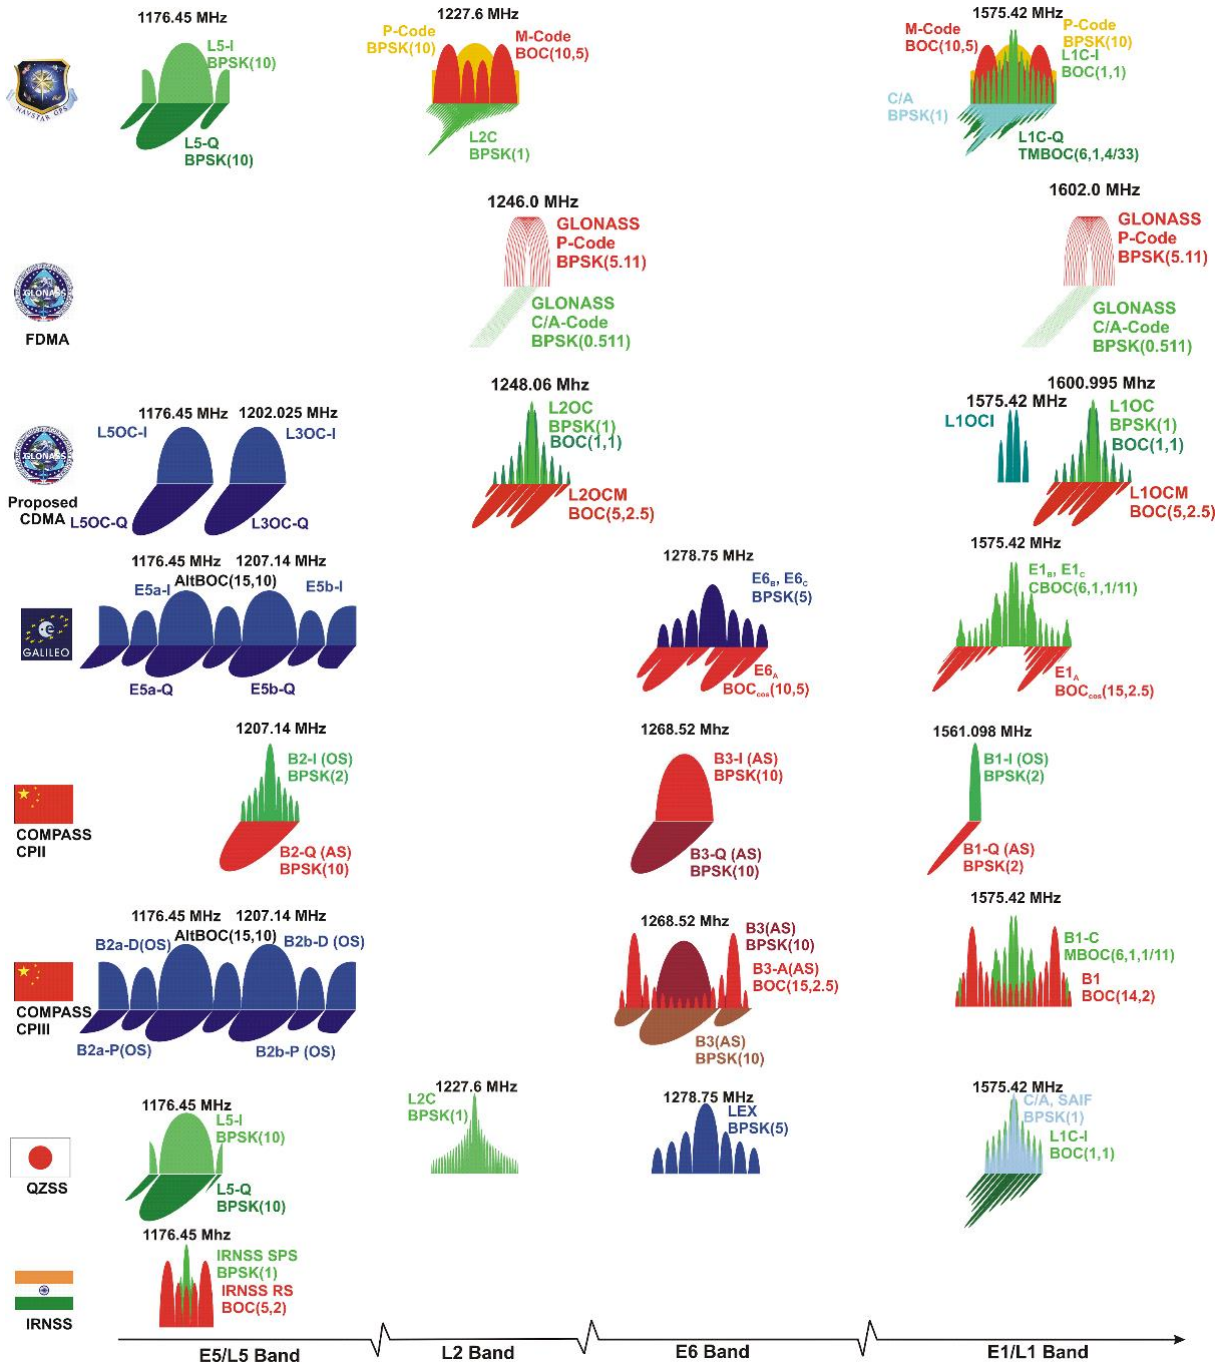 1176.45 MHz
1227.6 MHz
1575.42 MHz
L5-I
BPSK(10)
L5-Q
BPSK(10)
P-Code
BPSK(10)
M-Code
BOC(10,5)
L2C
BPSK(1)
M-Code
BOC(10,5)
P-Code
BPSK(10)
L1C-I
BOC(1,1)
C/A
BPSK(1)
L1C-Q
TMBOC(6,1,4/33)
NAVSTAR GPS
1246.0 MHz
1602.0 MHz
GLONASS
P-Code
BPSK(5.11)
GLONASS
C/A-Code
BPSK(0.511)
GLONASS
P-Code
BPSK(5.11)
GLONASS
C/A-Code
BPSK(0.511)
GLONASS
FDMA
1176.45 MHz
1202.025 MHz
1248.06 Mhz
1575.42 MHz
1600.995 Mhz
L5OC-I
L3OC-I
L5OC-Q
L3OC-Q
L2OC
BPSK(1)
BOC(1,1)
L2OCM
BOC(5,2.5)
L1OCI
L1OC
BPSK(1)
BOC(1,1)
L1OCM
BOC(5,2.5)
GLONASS
Proposed
CDMA
1176.45 MHz
1207.14 MHz
AltBOC(15,10)
E5a-I
E5b-I
E5a-Q
E5b-Q
1278.75 MHz
E6B, E6C
BPSK(5)
E6A
BOCcos(10,5)
1575.42 MHz
E1B, E1C
CBOC(6,1,1/11)
E1A
BOCcos(15,2.5)
GALILEO
1207.14 MHz
B2-I (OS)
BPSK(2)
B2-Q (AS)
BPSK(10)
1268.52 MHz
B3-I (AS)
BPSK(10)
B3-Q (AS)
BPSK(10)
1561.098 MHz
B1-I (OS)
BPSK(2)
B1-Q (AS)
BPSK(2)
COMPASS
CPII
1176.45 MHz
1207.14 MHz
AltBOC(15,10)
B2a-D(OS)
B2b-D (OS)
B2a-P(OS)
B2b-P (OS)
1268.52 Mhz
B3(AS)
BPSK(10)
B3-A(AS)
BOC(15,2.5)
B3(AS)
BPSK(10)
1575.42 MHz
B1-C
MBOC(6,1,1/11)
B1
BOC(14,2)
COMPASS
CPIII
1176.45 MHz
L5-I
BPSK(10)
L5-Q
BPSK(10)
1227.6 MHz
L2C
BPSK(1)
1278.75 MHz
LEX
BPSK(5)
1575.42 MHz
C/A, SAIF
BPSK(1)
L1C-I
BOC(1,1)
QZSS
1176.45 Mhz
IRNSS SPS
BPSK(1)
IRNSS RS
BOC(5,2)
IRNSS
E5/L5 Band
L2 Band
E6 Band
E1/L1 Band